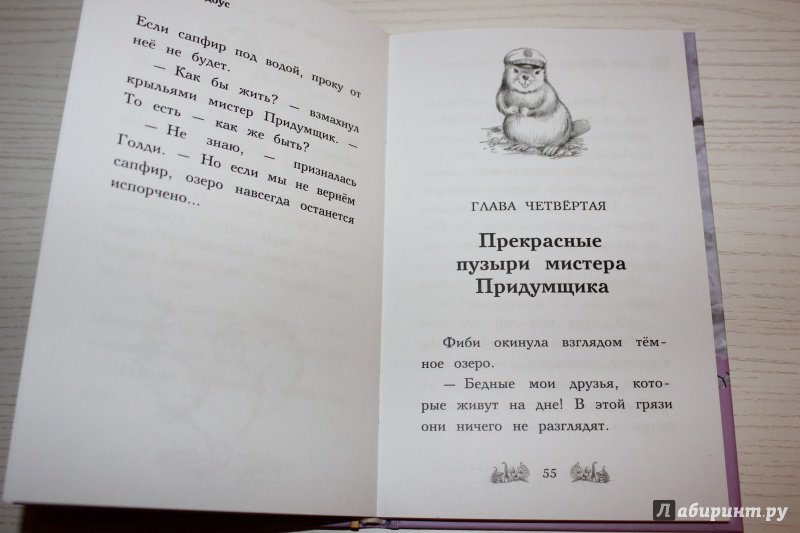 Если сапфир под водой, проку от
неё не будет.
— Как бы жить? — взмахнул
крыльями мистер Придумщик. —
То есть — как же быть?
— Не знаю, — призналась
Голди. — Но если мы не вернём
сапфир, озеро навсегда останется
испорчено...
ГЛАВА ЧЕТВЁРТАЯ
Прекрасные
пузыри мистера
Придумщика
Фиби окинула взглядом тём-
ное озеро.
— Бедные мои друзья, кото-
рые живут на дне! В этой грязи
они ничего не разглядят.
55
Лабиринт.ру